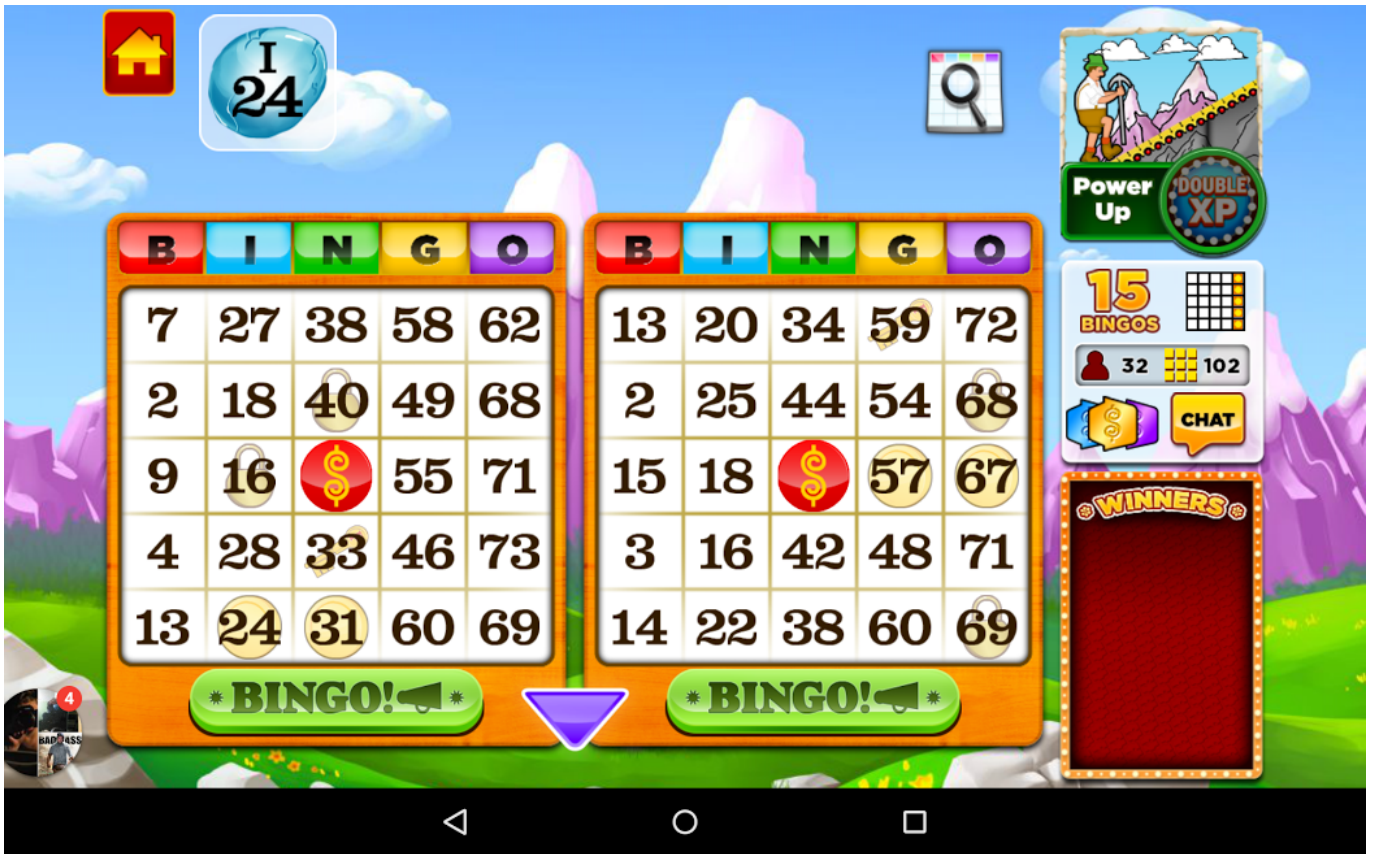 I
24
Power
Up
DOUBLE
XP
B I N G O
7 27 38 58 62
2 18 40 49 68
9 16 $ 55 71
4 28 33 46 73
13 24 31 60 69
BINGO!
B I N G O
13 20 34 59 72
2 25 44 54 68
15 18 $ 57 67
3 16 42 48 71
14 22 38 60 69
BINGO!
15
BINGOS
32 102
$
CHAT
WINNERS
4